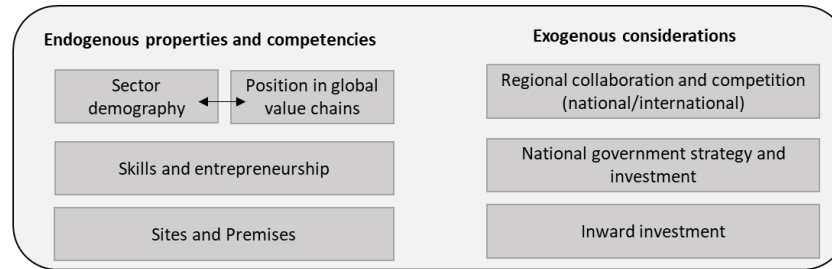 Endogenous properties and competencies
Sector
demography
Position in global
value chains
Skills and entrepreneurship
Sites and Premises
Exogenous considerations
Regional collaboration and competition
(national/international)
National government strategy and
investment
Inward investment